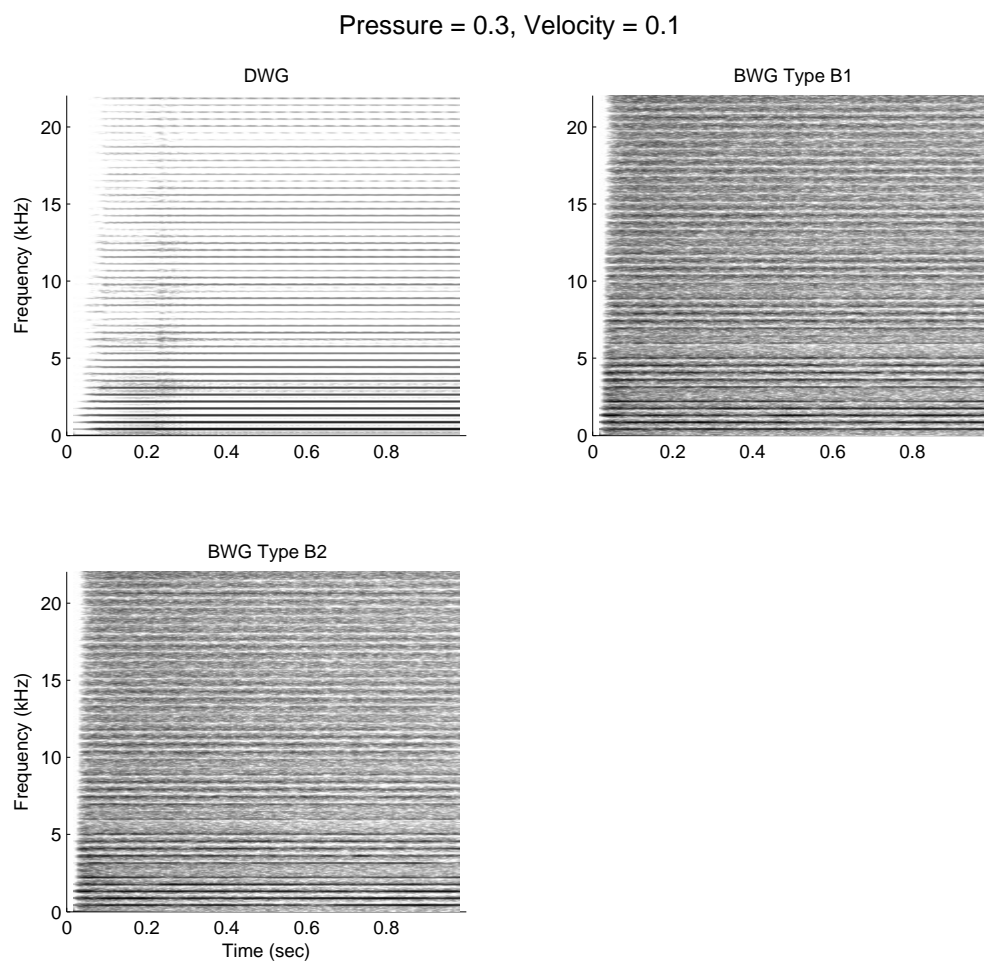 Pressure = 0.3, Velocity = 0.1
DWG
Frequency (kHz)
20
15
10
5
0
0 0.2 0.4 0.6 0.8
BWG Type B1
20
15
10
5
0
0 0.2 0.4 0.6 0.8
BWG Type B2
Frequency (kHz)
20
15
10
5
0
0 0.2 0.4 0.6 0.8
Time (sec)